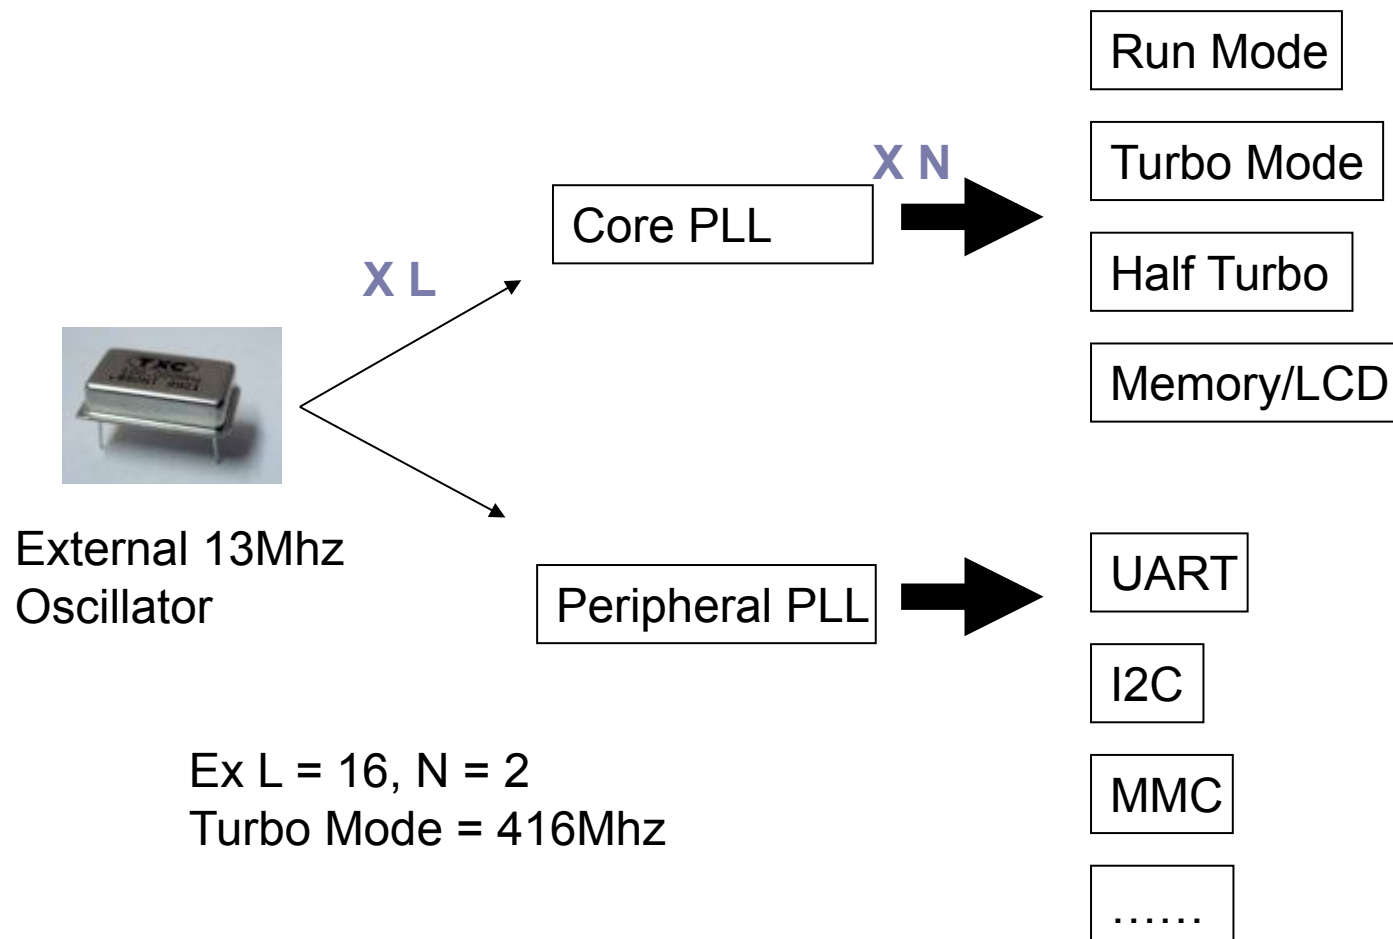 Run Mode
X N
Turbo Mode
Core PLL
X L
Half Turbo
TXC
Memory/LCD
External 13Mhz
Oscillator
UART
Peripheral PLL
I2C
Ex L = 16, N = 2
Turbo Mode = 416Mhz
MMC
......